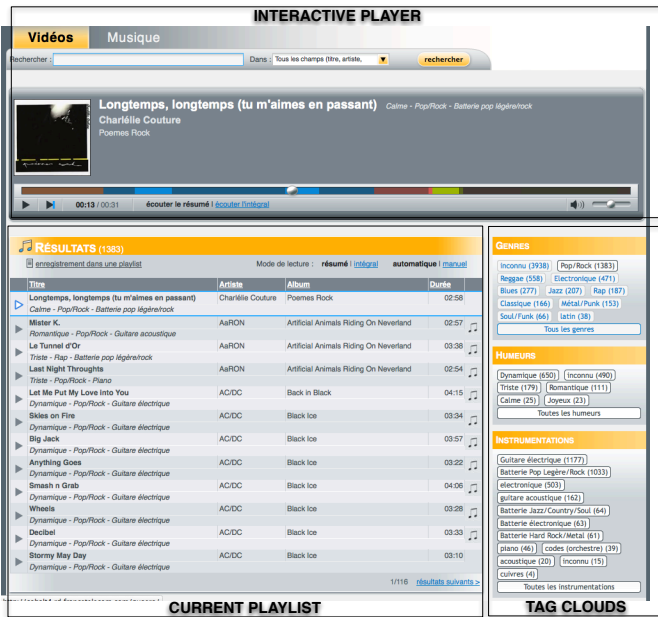 INTERACTIVE PLAYER
Vidéos Musique
Rechercher : Dans : Tous les champs (titre, artiste, rechercher
Longtemps, longtemps (tu m'aimes en passant) Calme - Pop/Rock - Batterie pop légère/rock
Charlélie Couture
Poemes Rock
00:13 / 00:31 écouter le résumé | écouter l'intégral
RÉSULTATS (1383)
enregistrement dans une playlist Mode de lecture : résumé | intégral automatique | manuel
Titre Artiste Album Durée
Longtemps, longtemps (tu m'aimes en passant) Charlélie Couture Poemes Rock 02:58
Calme - Pop/Rock - Batterie pop légère/rock
Mister K. AaRON Artificial Animals Riding On Neverland 02:57
Romantique - Pop/Rock - Guitare acoustique
Le Tunnel d'Or AaRON Artificial Animals Riding On Neverland 03:38
Triste - Rap - Batterie pop légère/rock
Last Night Thoughts AaRON Artificial Animals Riding On Neverland 02:54
Triste - Pop/Rock - Piano
Let Me Put My Love into You AC/DC Back in Black 04:15
Dynamique - Pop/Rock - Guitare électrique
Skies on Fire AC/DC Black Ice 03:34
Dynamique - Pop/Rock - Guitare électrique
Big Jack AC/DC Black Ice 03:57
Dynamique - Pop/Rock - Guitare électrique
Anything Goes AC/DC Black Ice 03:22
Dynamique - Pop/Rock - Guitare électrique
Smash n Grab AC/DC Black Ice 04:06
Dynamique - Pop/Rock - Guitare électrique
Wheels AC/DC Black Ice 03:28
Dynamique - Pop/Rock - Guitare électrique
Decibel AC/DC Black Ice 03:33
Dynamique - Pop/Rock - Guitare électrique
Stormy May Day AC/DC Black Ice 03:10
Dynamique - Pop/Rock - Guitare électrique
1/116 résultats suivants >
CURRENT PLAYLIST
GENRES
Inconnu (3938) Pop/Rock (1383)
Reggae (558) Electronique (471)
Blues (277) Jazz (207) Rap (187)
Classique (166) Métal/Punk (153)
Soul/Funk (66) latin (38)
Tous les genres
HUMEURS
Dynamique (650) inconnu (490)
Triste (179) Romantique (111)
Calme (25) Joyeux (23)
Toutes les humeurs
INSTRUMENTATIONS
Guitare électrique (1177)
Batterie Pop Legère/Rock (1033)
electronique (503)
guitare acoustique (162)
Batterie Jazz/Country/Soul (64)
Batterie électronique (63)
Batterie Hard Rock/Metal (61)
piano (46) codes (orchestre) (39)
acoustique (20) inconnu (15)
cuivres (4)
Toutes les instrumentations
TAG CLOUDS